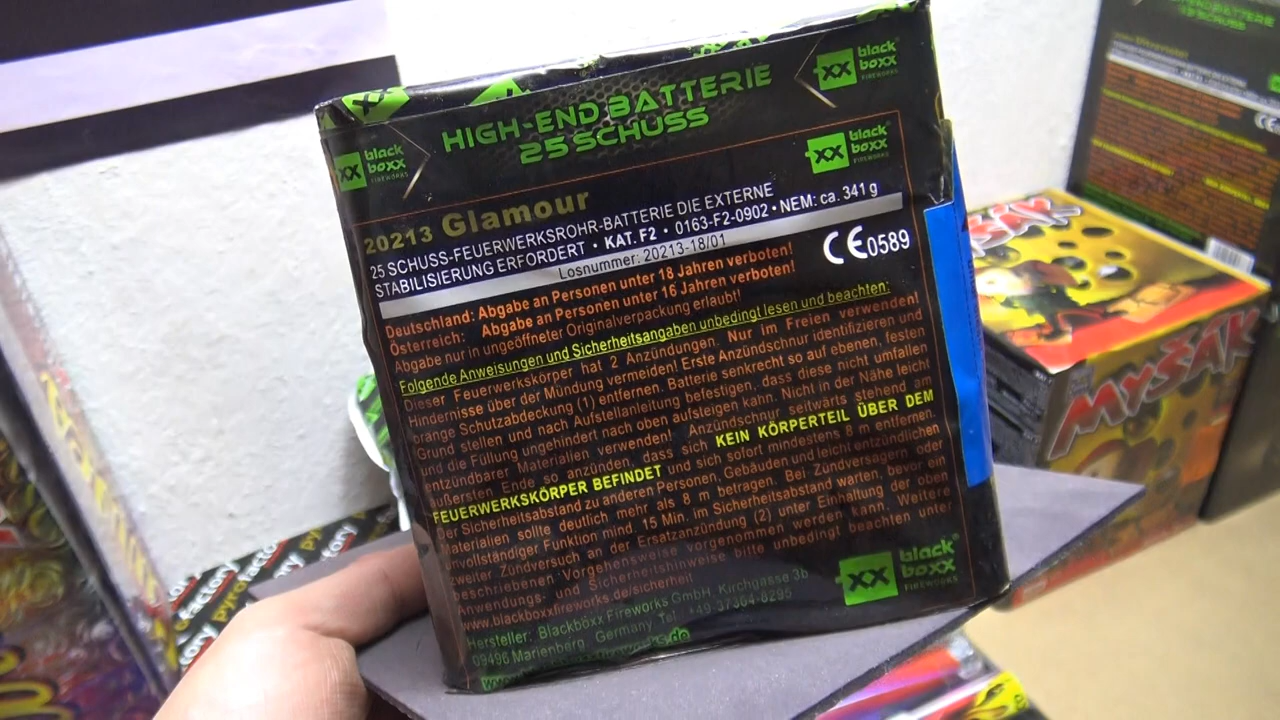 HIGH-END BATTERIE
25 SCHUSS
black
boxx
FIREWORKS
black
boxx
FIREWORKS
black
boxx
FIREWORKS
20213 Glamour
25 SCHUSS-FEUERWERKSROHR-BATTERIE DIE EXTERNE
STABILISIERUNG ERFORDERT • KAT. F2 • 0163-F2-0902 • NEM: ca. 341 g
Losnummer: 20213-18/01
CE0589
Deutschland: Abgabe an Personen unter 18 Jahren verboten!
Österreich: Abgabe an Personen unter 16 Jahren verboten!
Abgabe nur in ungeöffneter Originalverpackung erlaubt!
Folgende Anweisungen und Sicherheitsangaben unbedingt lesen und beachten:
Dieser Feuerwerkskörper hat 2 Anzündungen. Nur im Freien verwenden!
Hindernisse über der Mündung vermeiden! Erste Anzündschnur identifizieren und
orange Schutzabdeckung (1) entfernen. Batterie senkrecht so auf ebenen, festen
Grund stellen und nach Aufstellanleitung befestigen, dass diese nicht umfallen
und die Füllung ungehindert nach oben aufsteigen kann. Nicht in der Nähe leicht
entzündbarer Materialien verwenden! Anzündschnur seitwärts stehend am
äußersten Ende so anzünden, dass sich KEIN KÖRPERTEIL ÜBER DEM
FEUERWERKSKÖRPER BEFINDET und sich sofort mindestens 8 m entfernen.
Der Sicherheitsabstand zu anderen Personen, Gebäuden und leicht entzündlichen
Materialien sollte deutlich mehr als 8 m betragen. Bei Zündversagern oder
unvollständiger Funktion mind. 15 Min. im Sicherheitsabstand warten, bevor ein
zweiter Zündversuch an der Ersatzanzündung (2) unter Einhaltung der oben
beschriebenen Vorgehensweise vorgenommen werden kann. Weitere
Anwendungs- und Sicherheitshinweise bitte unbedingt beachten unter
www.blackboxxfireworks.de/sicherheit
Hersteller: Blackboxx Fireworks GmbH, Kirchgasse 3b
09496 Marienberg Germany Tel. +49-37364-8295
black
boxx
FIREWORKS
MYŠÁK
HIGH-END BATTERIE
25 SCHUSS
pyrofactory